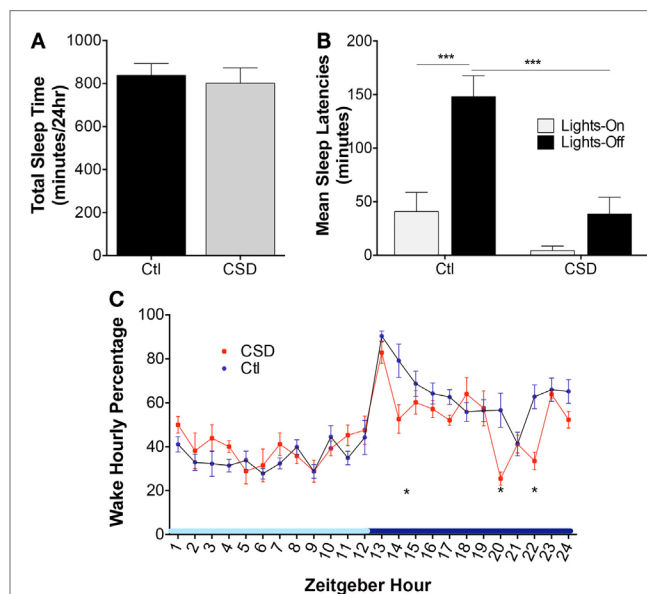 A
Total Sleep Time
(minutes/24hr)
1000
800
600
400
200
0
Ctl
CSD
B
Mean Sleep Latencies
(minutes)
200
150
100
50
0
***
***
Lights-On
Lights-Off
Ctl
CSD
C
Wake Hourly Percentage
100
80
60
40
20
0
CSD
Ctl
*
*
*
1 2 3 4 5 6 7 8 9 10 11 12 13 14 15 16 17 18 19 20 21 22 23 24
Zeitgeber Hour